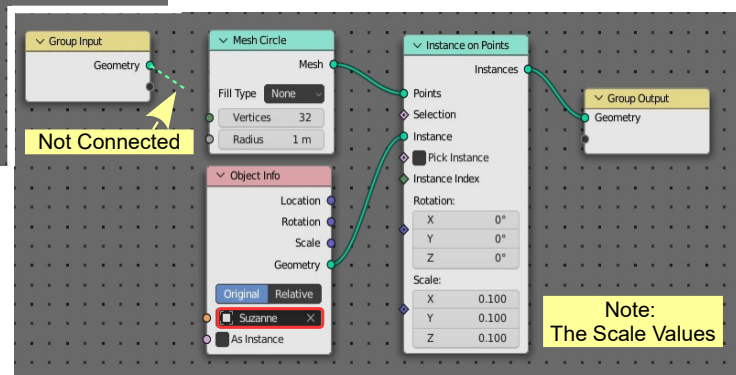 Group Input
Geometry
Not Connected
Mesh Circle
Mesh
Fill Type None
Vertices 32
Radius 1 m
Object Info
Location
Rotation
Scale
Geometry
Original Relative
Suzanne
As Instance
Instance on Points
Instances
Points
Selection
Instance
Pick Instance
Instance Index
Rotation:
X 0°
Y 0°
Z 0°
Scale:
X 0.100
Y 0.100
Z 0.100
Group Output
Geometry
Note:
The Scale Values